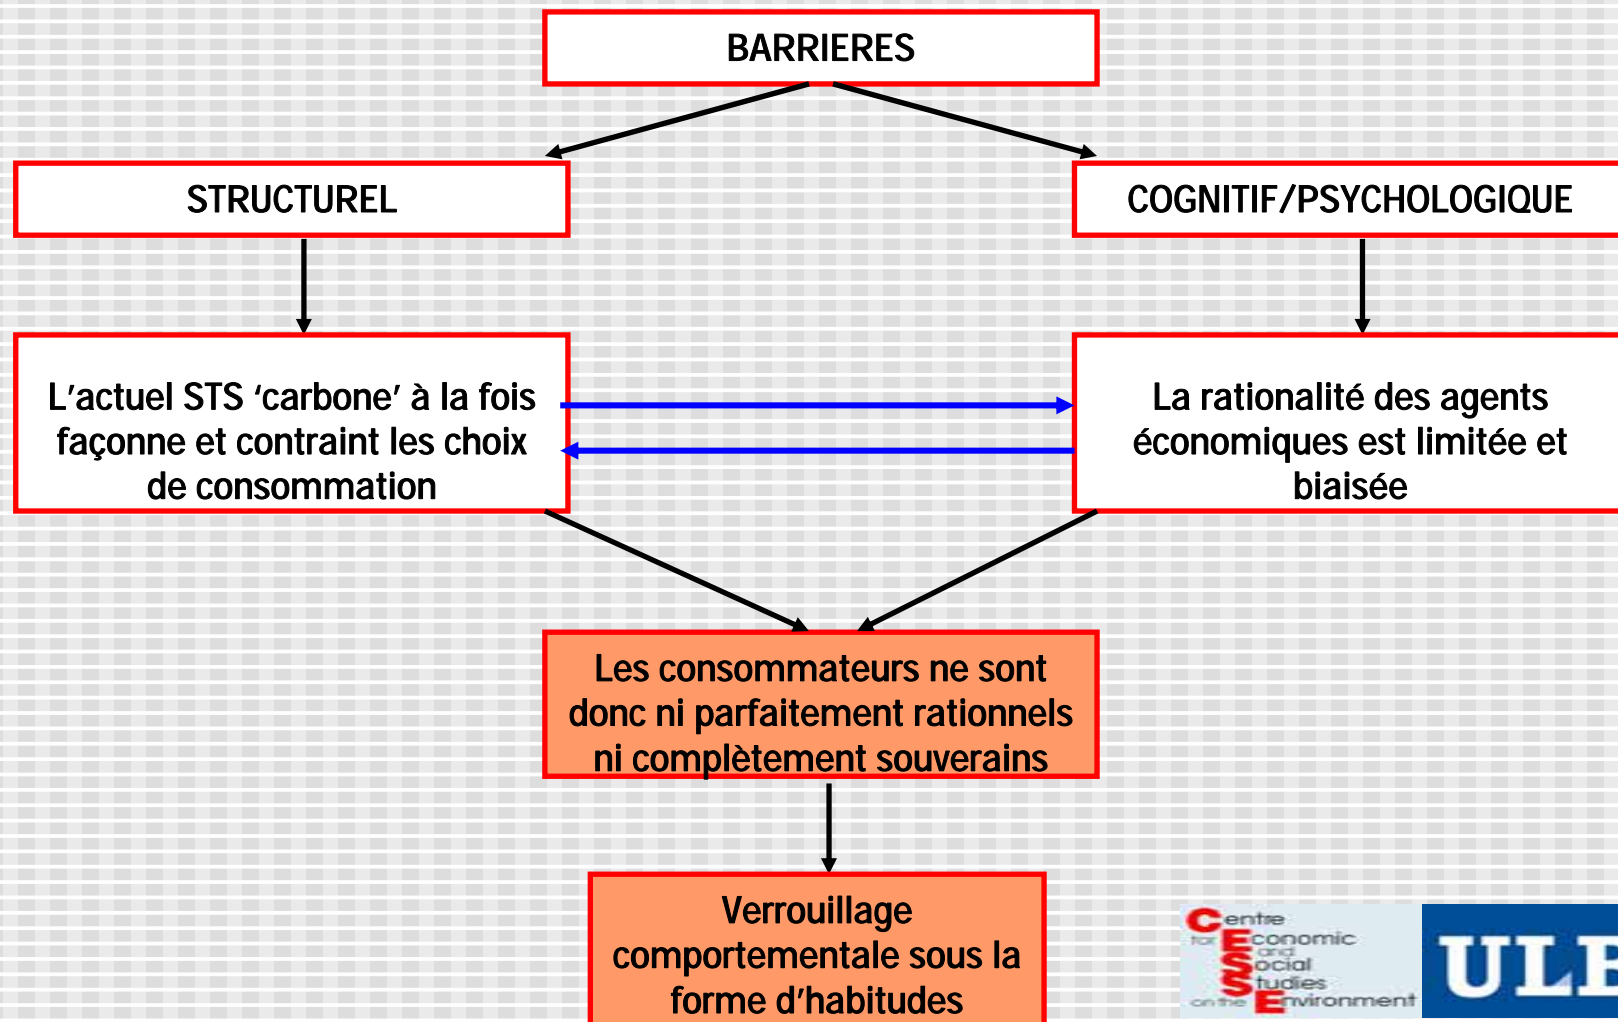 BARRIERES
STRUCTUREL
COGNITIF/PSYCHOLOGIQUE
L'actuel STS ‘carbone’ à la fois
façonne et contraint les choix
de consommation
La rationalité des agents
économiques est limitée et
biaisée
Les consommateurs ne sont
donc ni parfaitement rationnels
ni complètement souverains
Verrouillage
comportementale sous la
forme d'habitudes
Centre
for Economic
and
Social
Studies
on the Environment
ULB